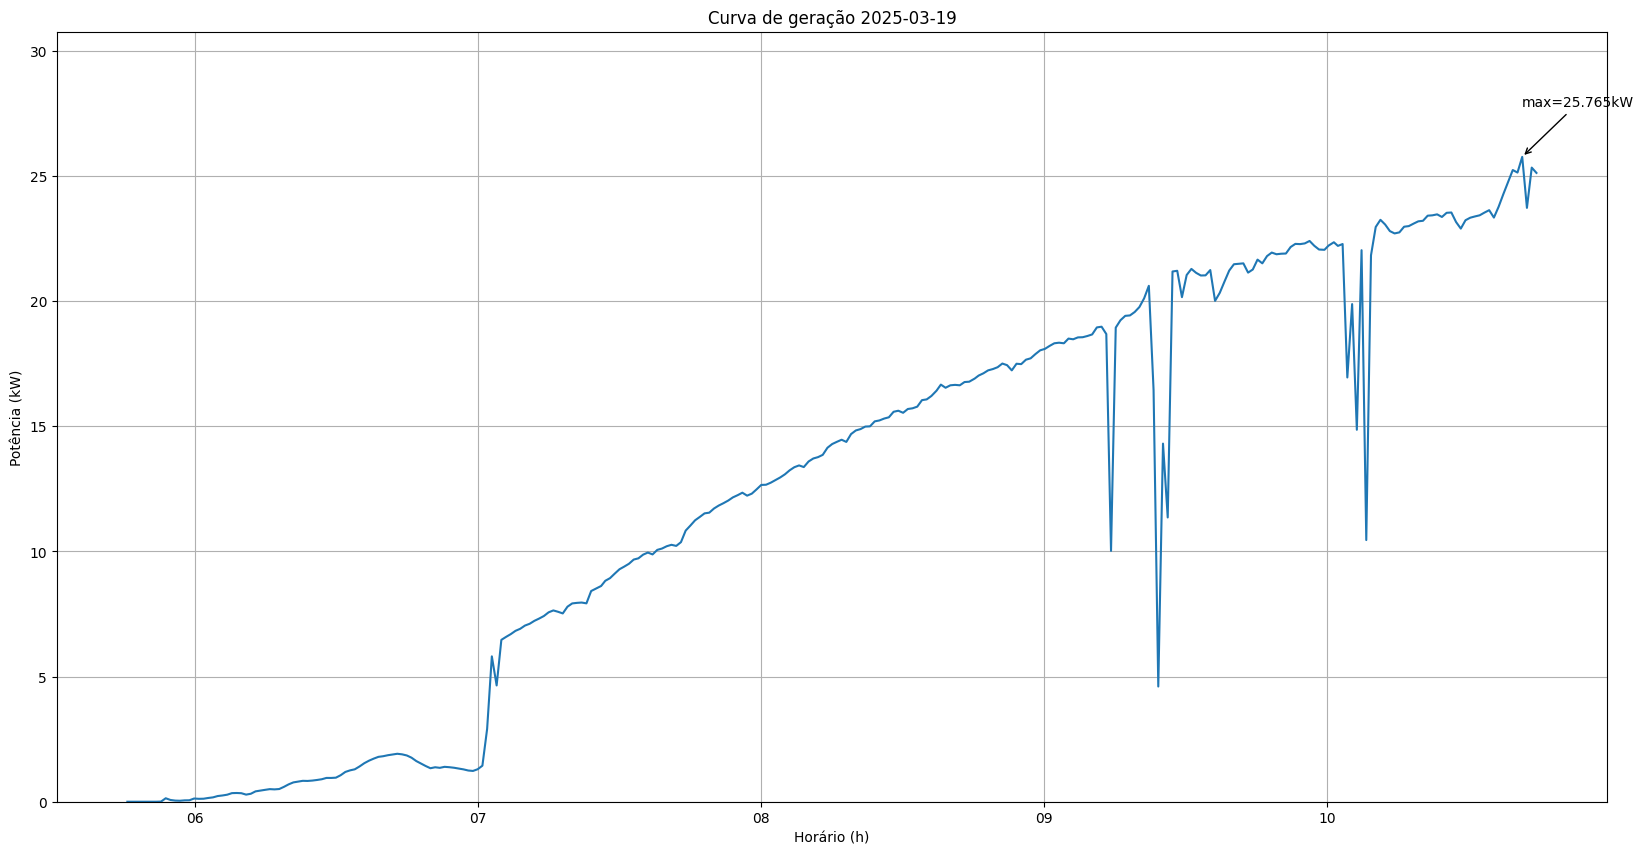 Curva de geração 2025-03-19
30
max=25.765kW
25
20
15
10
5
0
Potência (kW)
06 07 08 09 10
Horário (h)